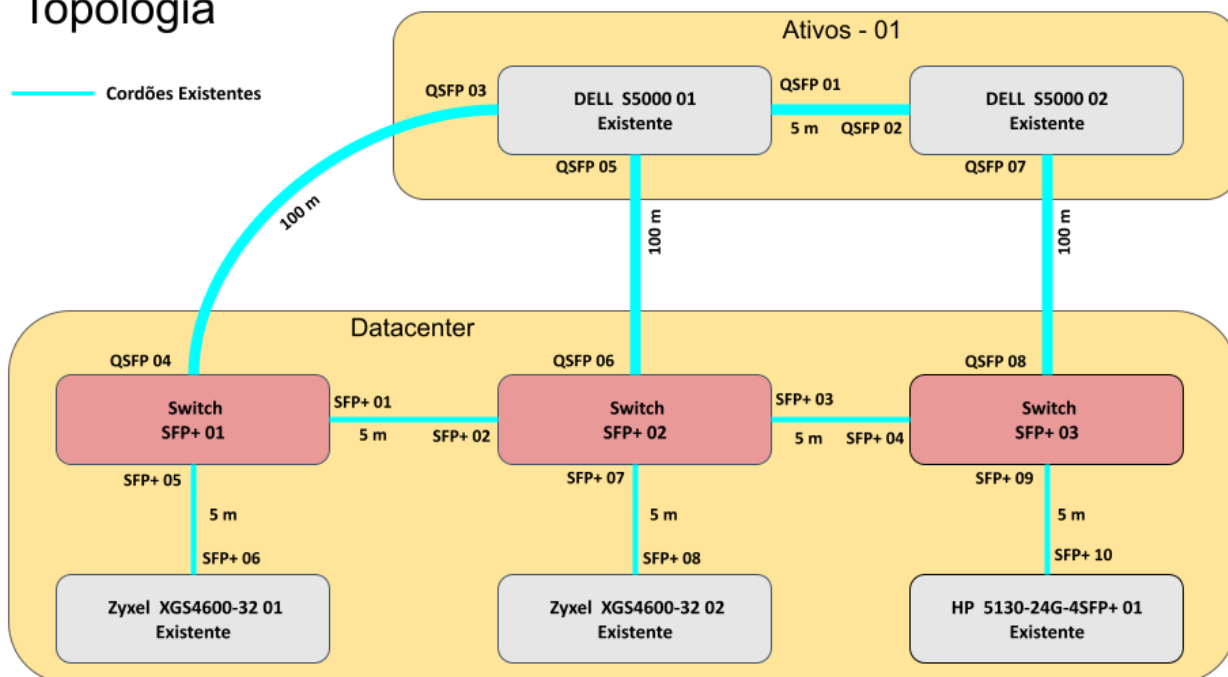 Topologia
Ativos - 01
Cordões Existentes
QSFP 03
DELL S5000 01
Existente
QSFP 01
5 m
QSFP 02
DELL S5000 02
Existente
QSFP 05
QSFP 07
100 m
100 m
100 m
Datacenter
QSFP 04
QSFP 06
QSFP 08
Switch
SFP+ 01
SFP+ 01
5 m
SFP+ 02
Switch
SFP+ 02
SFP+ 03
5 m
SFP+ 04
Switch
SFP+ 03
SFP+ 05
SFP+ 07
SFP+ 09
5 m
5 m
5 m
SFP+ 06
SFP+ 08
SFP+ 10
Zyxel XGS4600-32 01
Existente
Zyxel XGS4600-32 02
Existente
HP 5130-24G-4SFP+ 01
Existente